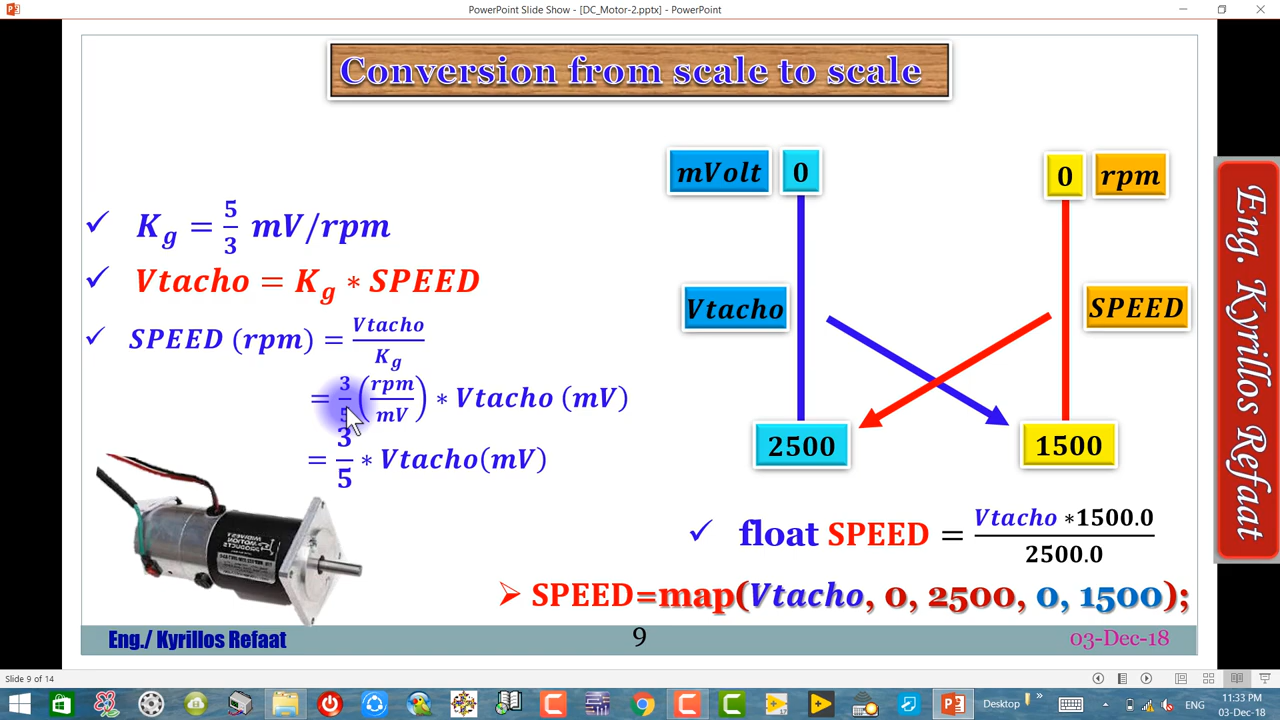 PowerPoint Slide Show - [DC_Motor-2.pptx] - PowerPoint
Conversion from scale to scale
mVolt 0
0 rpm
✓ K_g = 5/3 mV/rpm
✓ Vtacho = K_g * SPEED
✓ SPEED (rpm) = Vtacho/K_g
= 3/5 (rpm/mV) * Vtacho (mV)
= 3/5 * Vtacho(mV)
Vtacho
SPEED
2500
1500
✓ float SPEED = Vtacho *1500.0 / 2500.0
➢ SPEED=map(Vtacho, 0, 2500, 0, 1500);
Eng. Kyrillos Refaat
Eng./ Kyrillos Refaat
9
03-Dec-18
Slide 9 of 14
Desktop
11:33 PM
03-Dec-18